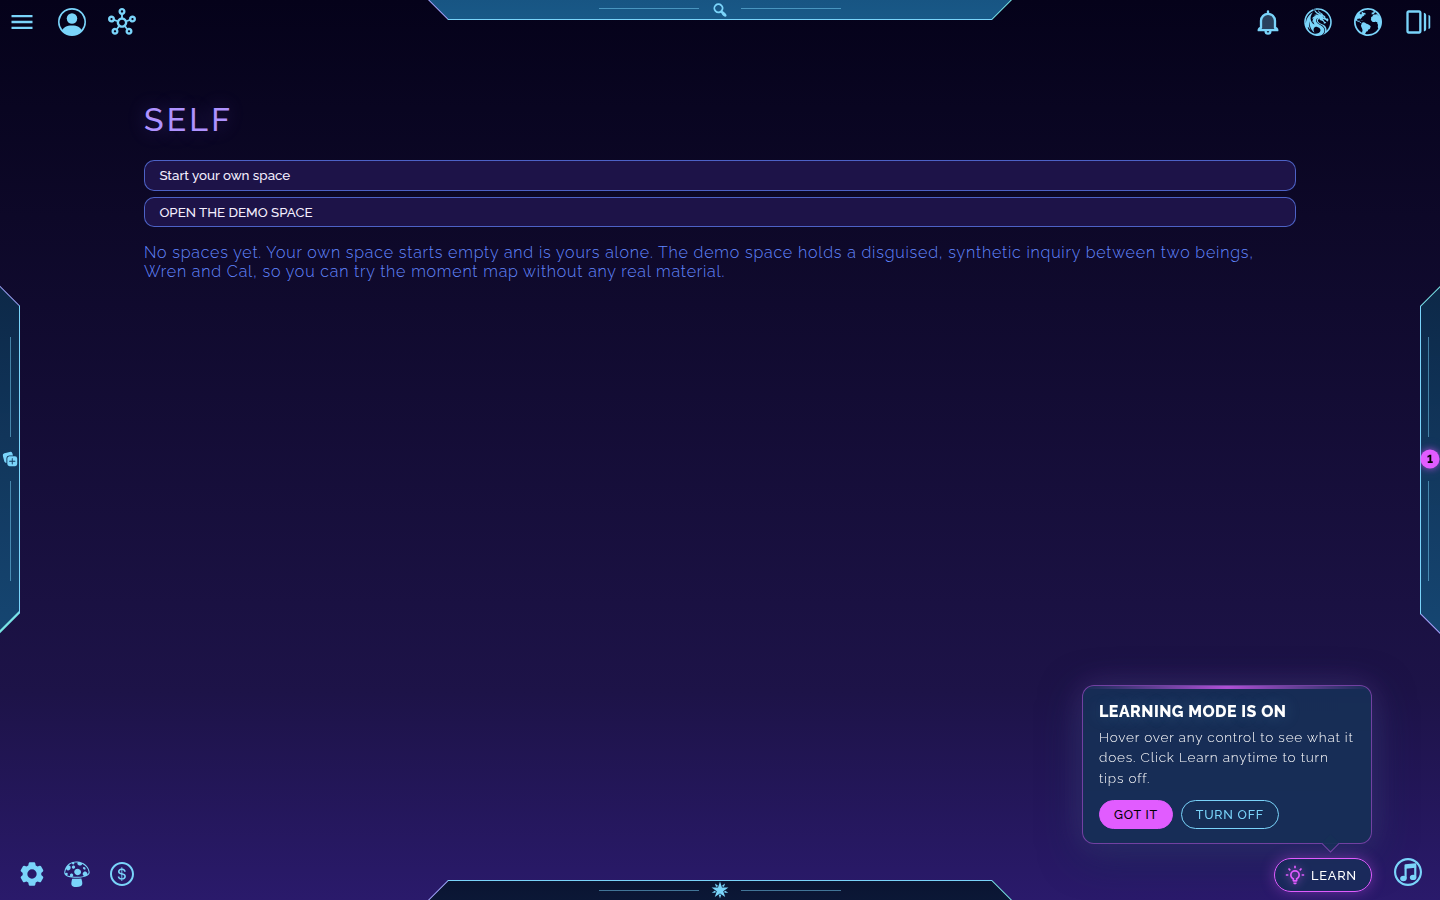 SELF
Start your own space
OPEN THE DEMO SPACE
No spaces yet. Your own space starts empty and is yours alone. The demo space holds a disguised, synthetic inquiry between two beings,
Wren and Cal, so you can try the moment map without any real material.
1
LEARNING MODE IS ON
Hover over any control to see what it
does. Click Learn anytime to turn
tips off.
GOT IT
TURN OFF
$
LEARN